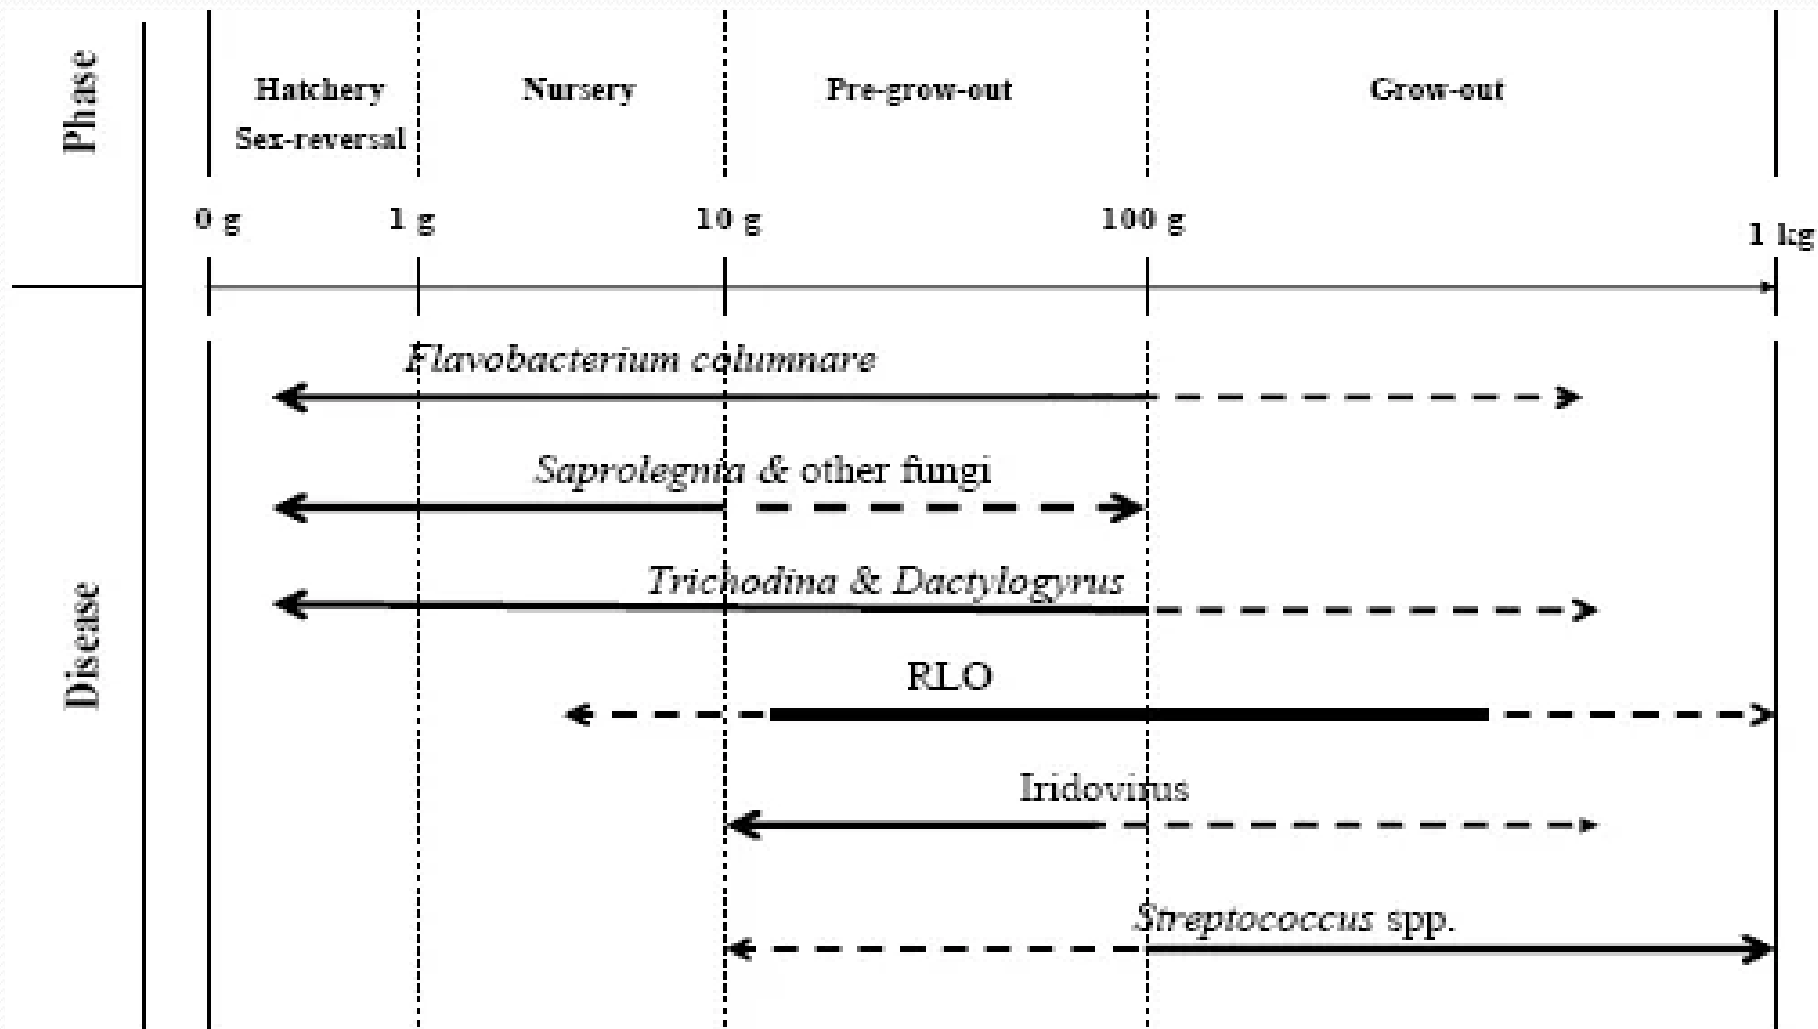 Phase
Hatchery
Sex-reversal
Nursery
Pre-grow-out
Grow-out
0 g
1 g
10 g
100 g
1 kg
Disease
Flavobacterium columnare
Saprolegnia & other fungi
Trichodina & Dactylogyrus
RLO
Iridovirus
Streptococcus spp.